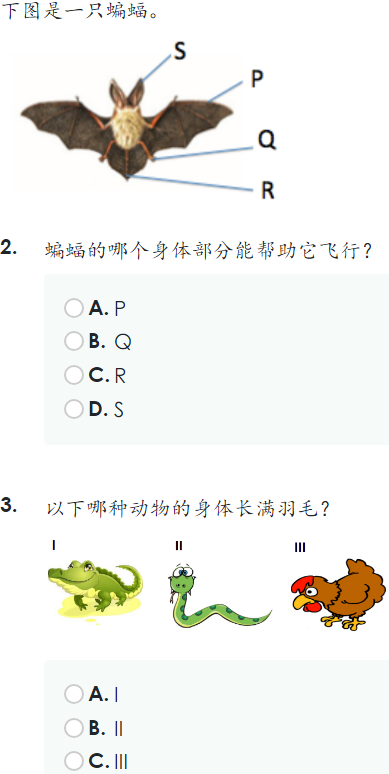 下图是一只蝙蝠。
S
P
Q
R
2. 蝙蝠的哪个身体部分能帮助它飞行？
A. P
B. Q
C. R
D. S
3. 以下哪种动物的身体长满羽毛？
I II III
A. I
B. II
C. III